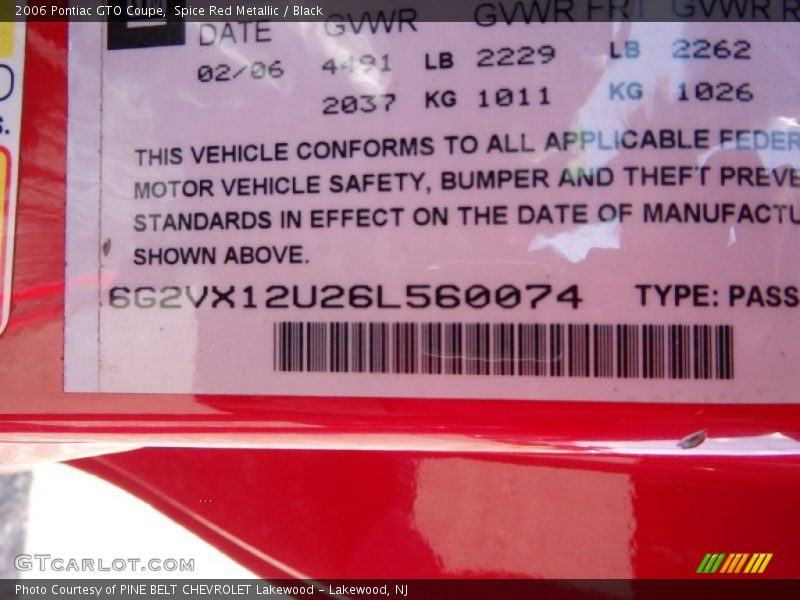 2006 Pontiac GTO Coupe, Spice Red Metallic / Black
DATE GVWR GVWR FRT GVWR R
02/06 4491 LB 2229 LB 2262
2037 KG 1011 KG 1026
THIS VEHICLE CONFORMS TO ALL APPLICABLE FEDER
MOTOR VEHICLE SAFETY, BUMPER AND THEFT PREVE
STANDARDS IN EFFECT ON THE DATE OF MANUFACTU
SHOWN ABOVE.
6G2VX12U26L560074 TYPE: PASS
GTcarlot.com
Photo Courtesy of PINE BELT CHEVROLET Lakewood - Lakewood, NJ